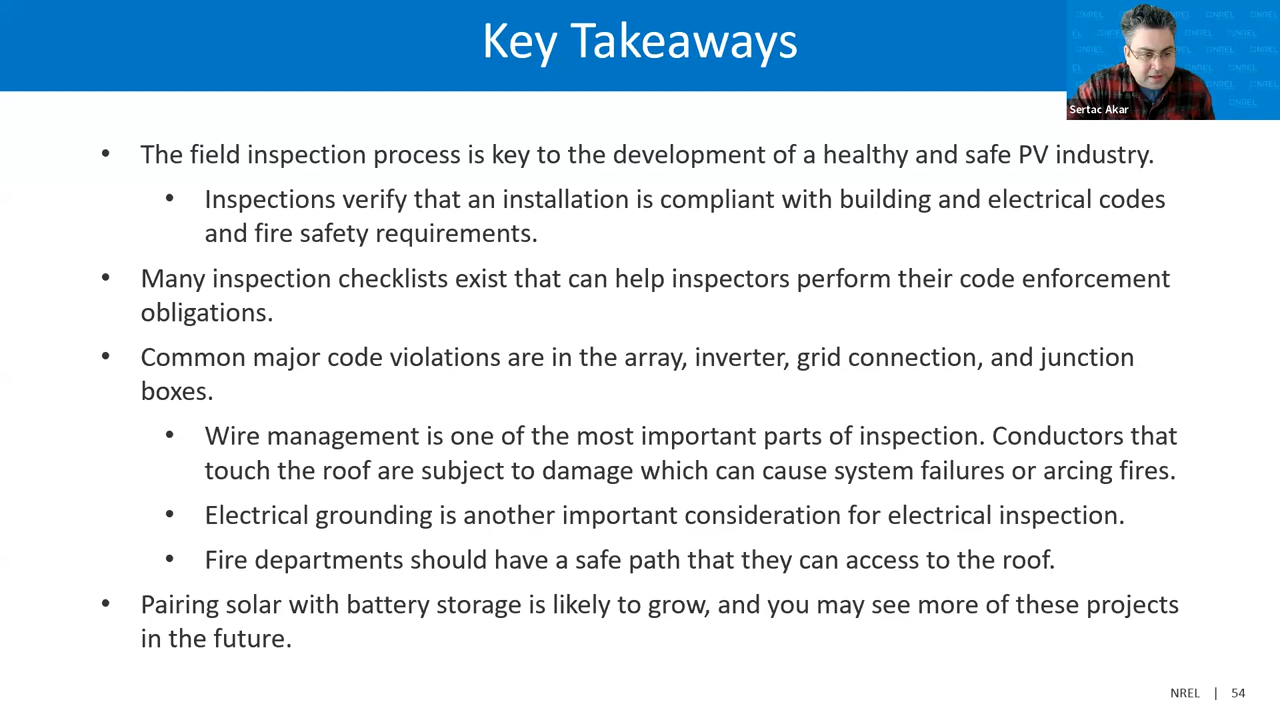 Key Takeaways
NREL
NREL
NREL
NREL
NREL
NREL
Sertac Akar
• The field inspection process is key to the development of a healthy and safe PV industry.
• Inspections verify that an installation is compliant with building and electrical codes
and fire safety requirements.
• Many inspection checklists exist that can help inspectors perform their code enforcement
obligations.
• Common major code violations are in the array, inverter, grid connection, and junction
boxes.
• Wire management is one of the most important parts of inspection. Conductors that
touch the roof are subject to damage which can cause system failures or arcing fires.
• Electrical grounding is another important consideration for electrical inspection.
• Fire departments should have a safe path that they can access to the roof.
• Pairing solar with battery storage is likely to grow, and you may see more of these projects
in the future.
NREL | 54